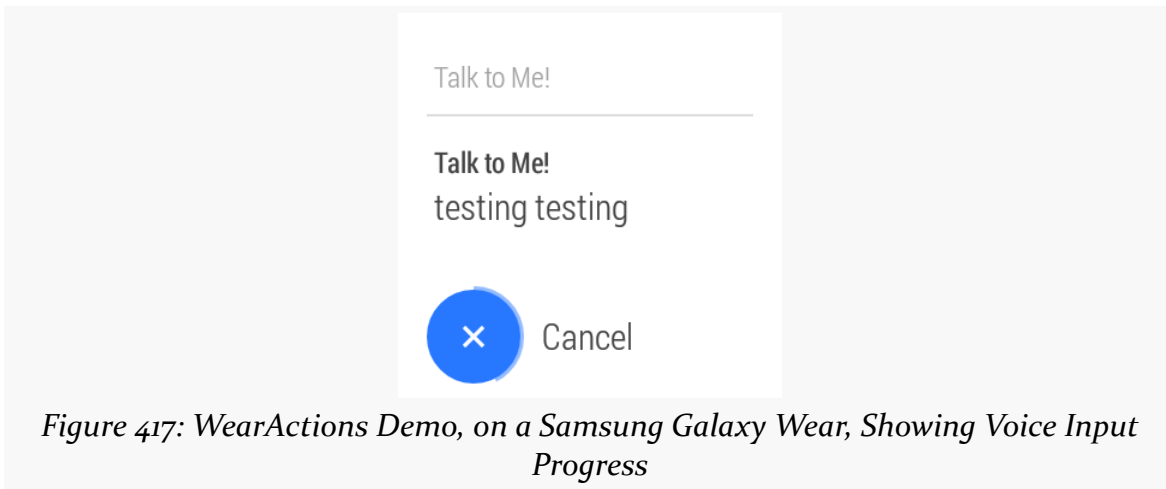 Talk to Me!
Talk to Me!
testing testing
Cancel
Figure 417: WearActions Demo, on a Samsung Galaxy Wear, Showing Voice Input
Progress